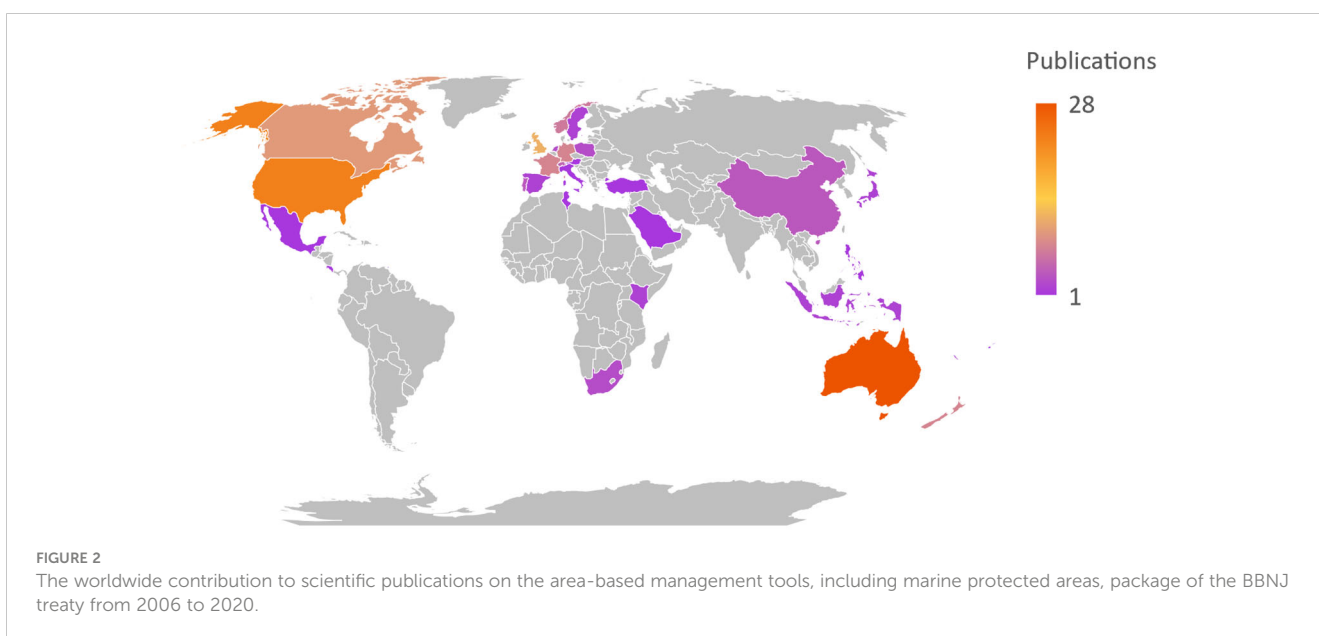 Publications
28
1
FIGURE 2
The worldwide contribution to scientific publications on the area-based management tools, including marine protected areas, package of the BBNJ
treaty from 2006 to 2020.